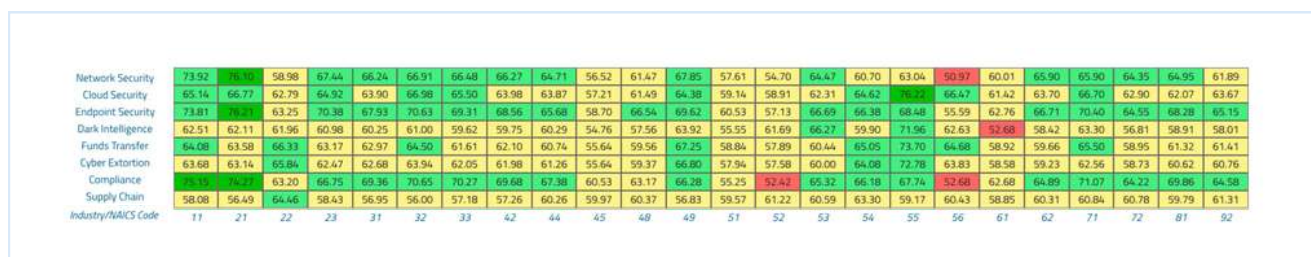 Network Security 73.92 76.10 58.98 67.44 66.24 66.91 66.48 66.27 64.71 56.52 61.47 67.85 57.61 54.70 64.47 60.70 63.04 50.97 60.01 65.90 65.90 64.35 64.95 61.89
Cloud Security 65.14 66.77 62.79 64.92 63.90 66.98 65.50 63.98 63.87 57.21 61.49 64.38 59.14 58.91 62.31 64.62 76.22 66.47 61.42 63.70 66.70 62.90 62.07 63.67
Endpoint Security 73.81 76.21 63.25 70.38 67.93 70.63 69.31 68.56 65.68 58.70 66.54 69.62 60.53 57.13 66.69 66.38 68.48 55.59 62.76 66.71 70.40 64.55 68.28 65.15
Dark Intelligence 62.51 62.11 61.96 60.98 60.25 61.00 59.62 59.75 60.29 54.76 57.56 63.92 55.55 61.69 66.27 59.90 71.96 62.63 52.68 58.42 63.30 56.81 58.91 58.01
Funds Transfer 64.08 63.58 66.33 63.17 62.97 64.50 61.61 62.10 60.74 55.64 59.56 67.25 58.84 57.89 60.44 65.05 73.70 64.68 58.92 59.66 65.50 58.95 61.32 61.41
Cyber Extortion 63.68 63.14 65.84 62.47 62.68 63.94 62.05 61.98 61.26 55.64 59.37 66.80 57.94 57.58 60.00 64.08 72.78 63.83 58.58 59.23 62.56 58.73 60.62 60.76
Compliance 75.15 74.27 63.20 66.75 69.36 70.65 70.27 69.68 67.38 60.53 63.17 66.28 55.25 52.42 65.32 66.18 67.74 52.68 62.68 64.89 71.07 64.22 69.86 64.58
Supply Chain 58.08 56.49 64.46 58.43 56.95 56.00 57.18 57.26 60.26 59.97 60.37 56.83 59.57 61.22 60.59 63.30 59.17 60.43 58.85 60.31 60.84 60.78 59.79 61.31
Industry/NAICS Code 11 21 22 23 31 32 33 42 44 45 48 49 51 52 53 54 55 56 61 62 71 72 81 92